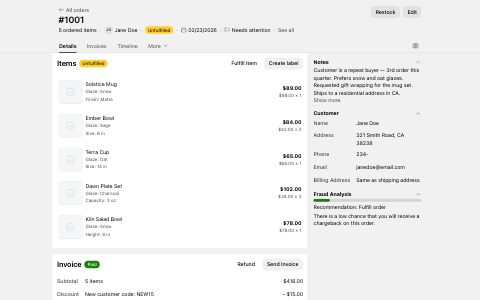 All orders
#1001
Restock
Edit
5 ordered items · JD Jane Doe · Unfulfilled · 02/23/2026 · Needs attention · See all
Details
Invoices
Timeline
More
Items Unfulfilled
Fulfill item
Create label
Solstice Mug
Glaze: Snow
Finish: Matte
$89.00
$89.00 × 1
Ember Bowl
Glaze: Sage
Size: 6 in
$84.00
$42.00 × 2
Terra Cup
Glaze: Oat
Size: 14 in
$65.00
$65.00 × 1
Dawn Plate Set
Glaze: Charcoal
Capacity: 3 oz
$102.00
$34.00 × 3
Kiln Salad Bowl
Glaze: Snow
Height: 8 in
$78.00
$78.00 × 1
Invoice Paid
Refund
Send invoice
Subtotal 5 items $418.00
Discount New customer code: NEW15 – $15.00
Notes
Customer is a repeat buyer — 3rd order this
quarter. Prefers snow and oat glazes.
Requested gift wrapping for the mug set.
Ships to a residential address in CA.
Show more
Customer
Name Jane Doe
Address 321 Smith Road, CA
38238
Phone 234-
Email janedoe@email.com
Billing Address Same as shipping address
Fraud Analysis
Recommendation: Fulfill order
There is a low chance that you will receive a
chargeback on this order.